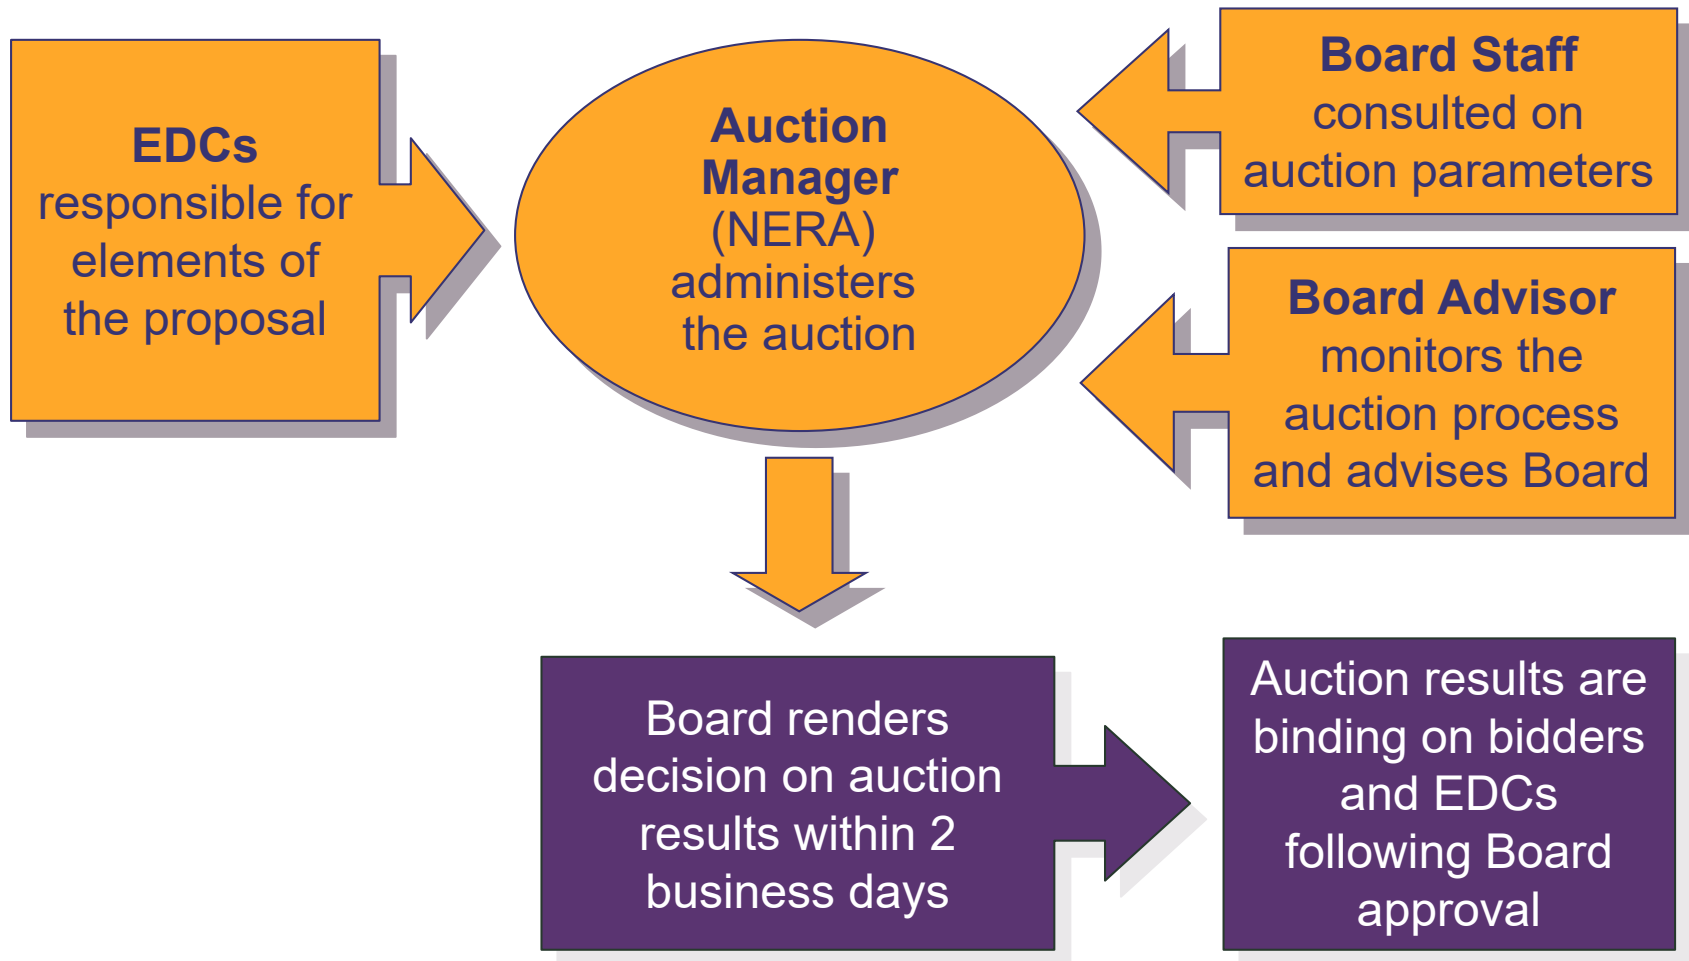 EDCs
responsible for
elements of
the proposal
Auction
Manager
(NERA)
administers
the auction
Board Staff
consulted on
auction parameters
Board Advisor
monitors the
auction process
and advises Board
Board renders
decision on auction
results within 2
business days
Auction results are
binding on bidders
and EDCs
following Board
approval